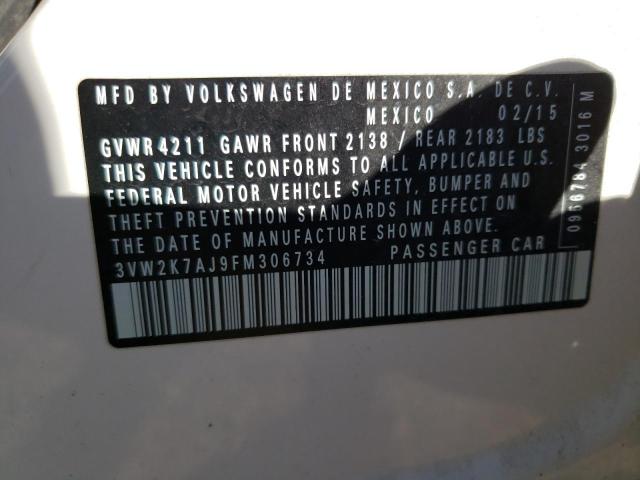 MFD BY VOLKSWAGEN DE MEXICO S.A. DE C.V.
MEXICO 02/15
GVWR 4211 GAWR FRONT 2138 / REAR 2183 LBS
THIS VEHICLE CONFORMS TO ALL APPLICABLE U.S.
FEDERAL MOTOR VEHICLE SAFETY, BUMPER AND
THEFT PREVENTION STANDARDS IN EFFECT ON
THE DATE OF MANUFACTURE SHOWN ABOVE.
3VW2K7AJ9FM306734 PASSENGER CAR
3016 M